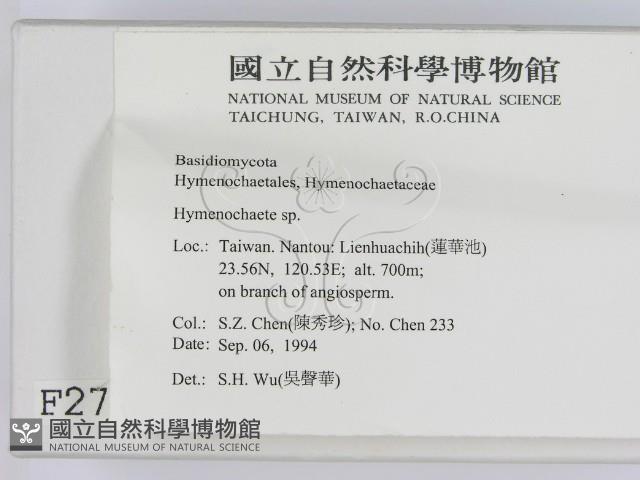 國立自然科學博物館
NATIONAL MUSEUM OF NATURAL SCIENCE
TAICHUNG, TAIWAN, R.O.CHINA
Basidiomycota
Hymenochaetales, Hymenochaetaceae
Hymenochaete sp.
Loc.: Taiwan. Nantou: Lienhuachih(蓮華池)
23.56N, 120.53E; alt. 700m;
on branch of angiosperm.
Col.: S.Z. Chen(陳秀珍); No. Chen 233
Date: Sep. 06, 1994
Det.: S.H. Wu(吳聲華)
F27
國立自然科學博物館
NATIONAL MUSEUM OF NATURAL SCIENCE